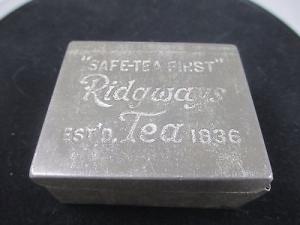 "SAFE-TEA FIRST"
Ridgways
EST'D. Tea 1836